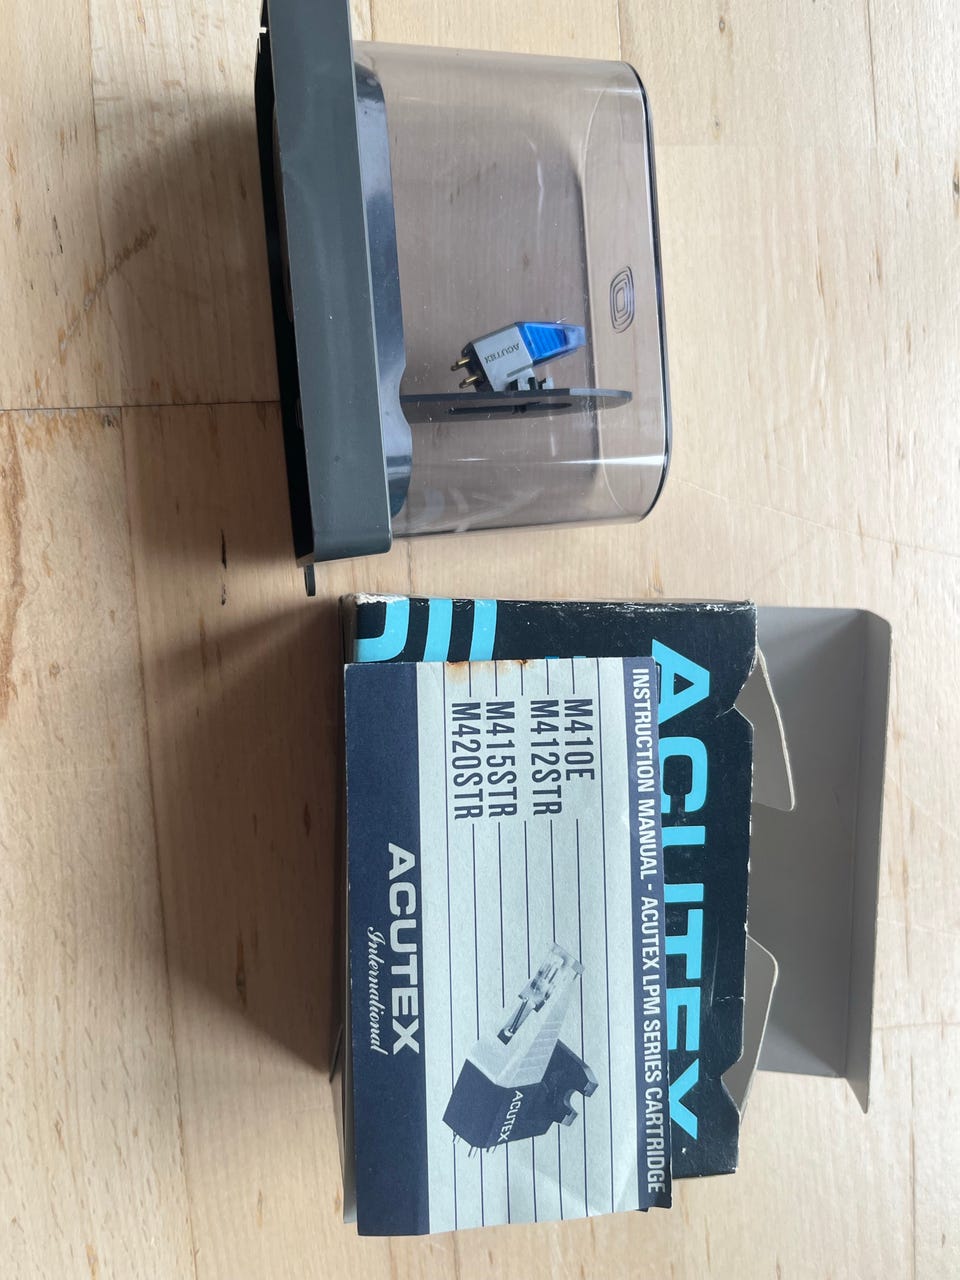 ACUTEX
ACUTEX
INSTRUCTION MANUAL - ACUTEX LPM SERIES CARTRIDGE
M410E
M412STR
M415STR
M420STR
ACUTEX
ACUTEX
International